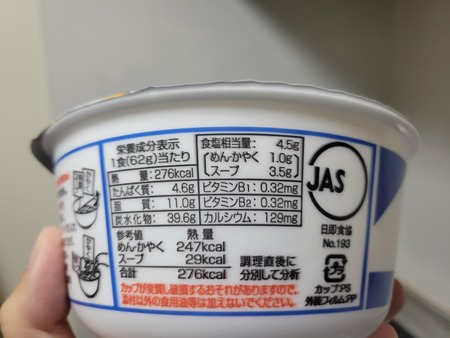 栄養成分表示
1食(62g)当たり
熱量:276kcal
たんぱく質:4.6g
脂質:11.0g
炭水化物:39.6g
食塩相当量:4.5g
(めん・かやく 1.0g)
(スープ 3.5g)
ビタミンB1:0.32mg
ビタミンB2:0.32mg
カルシウム:129mg
参考値 熱量
めん・かやく 247kcal
スープ 29kcal
合計 276kcal
調理直後に
分別して分析
カップが変質し破損するおそれがありますので、
添付以外の食用油等は加えないでください。
JAS
日即食協
No.193
プラ
カップ:PS
外装フィルム:PP